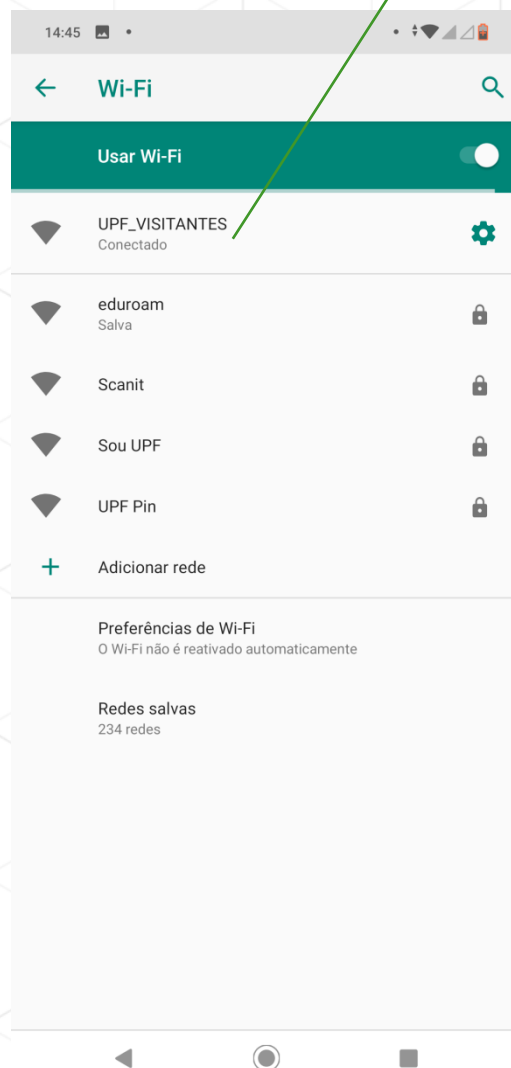 14:45
Wi-Fi
Usar Wi-Fi
UPF_VISITANTES
Conectado
eduroam
Salva
Scanit
Sou UPF
UPF Pin
Adicionar rede
Preferências de Wi-Fi
O Wi-Fi não é reativado automaticamente
Redes salvas
234 redes